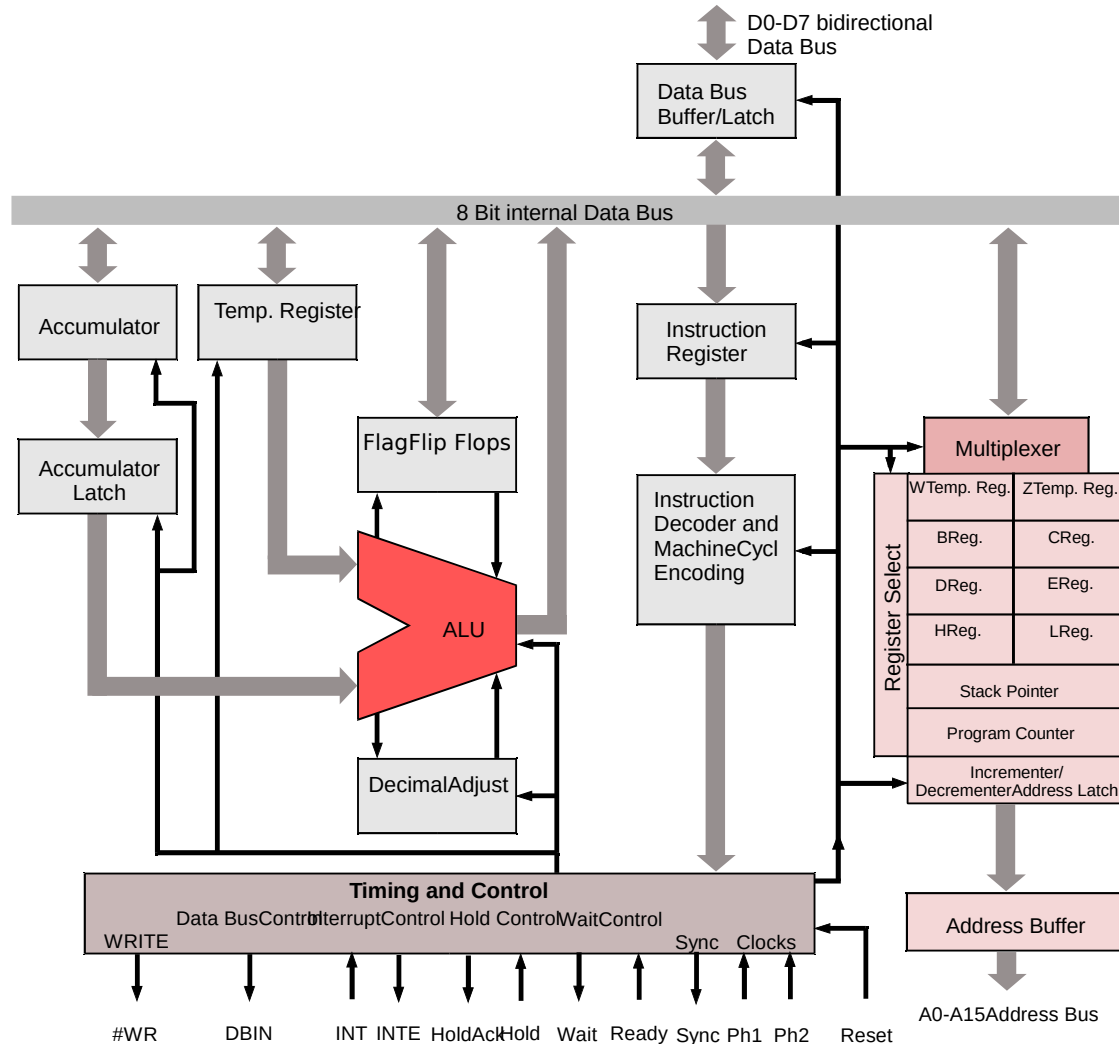 D0-D7 bidirectional
Data Bus
Data Bus
Buffer/Latch
8 Bit internal Data Bus
Accumulator
Temp. Register
Instruction
Register
FlagFlip Flops
Multiplexer
Accumulator
Latch
Instruction
Decoder and
MachineCycl
Encoding
Register Select
WTemp. Reg.
ZTemp. Reg.
BReg.
CReg.
DReg.
EReg.
HReg.
LReg.
ALU
Stack Pointer
Program Counter
Incrementer/
DecrementerAddress Latch
DecimalAdjust
Timing and Control
Data BusControl
InterruptControl
Hold Control
WaitControl
WRITE
Sync
Clocks
Address Buffer
#WR
DBIN
INT
INTE
HoldAck
Hold
Wait
Ready
Sync
Ph1
Ph2
Reset
A0-A15Address Bus